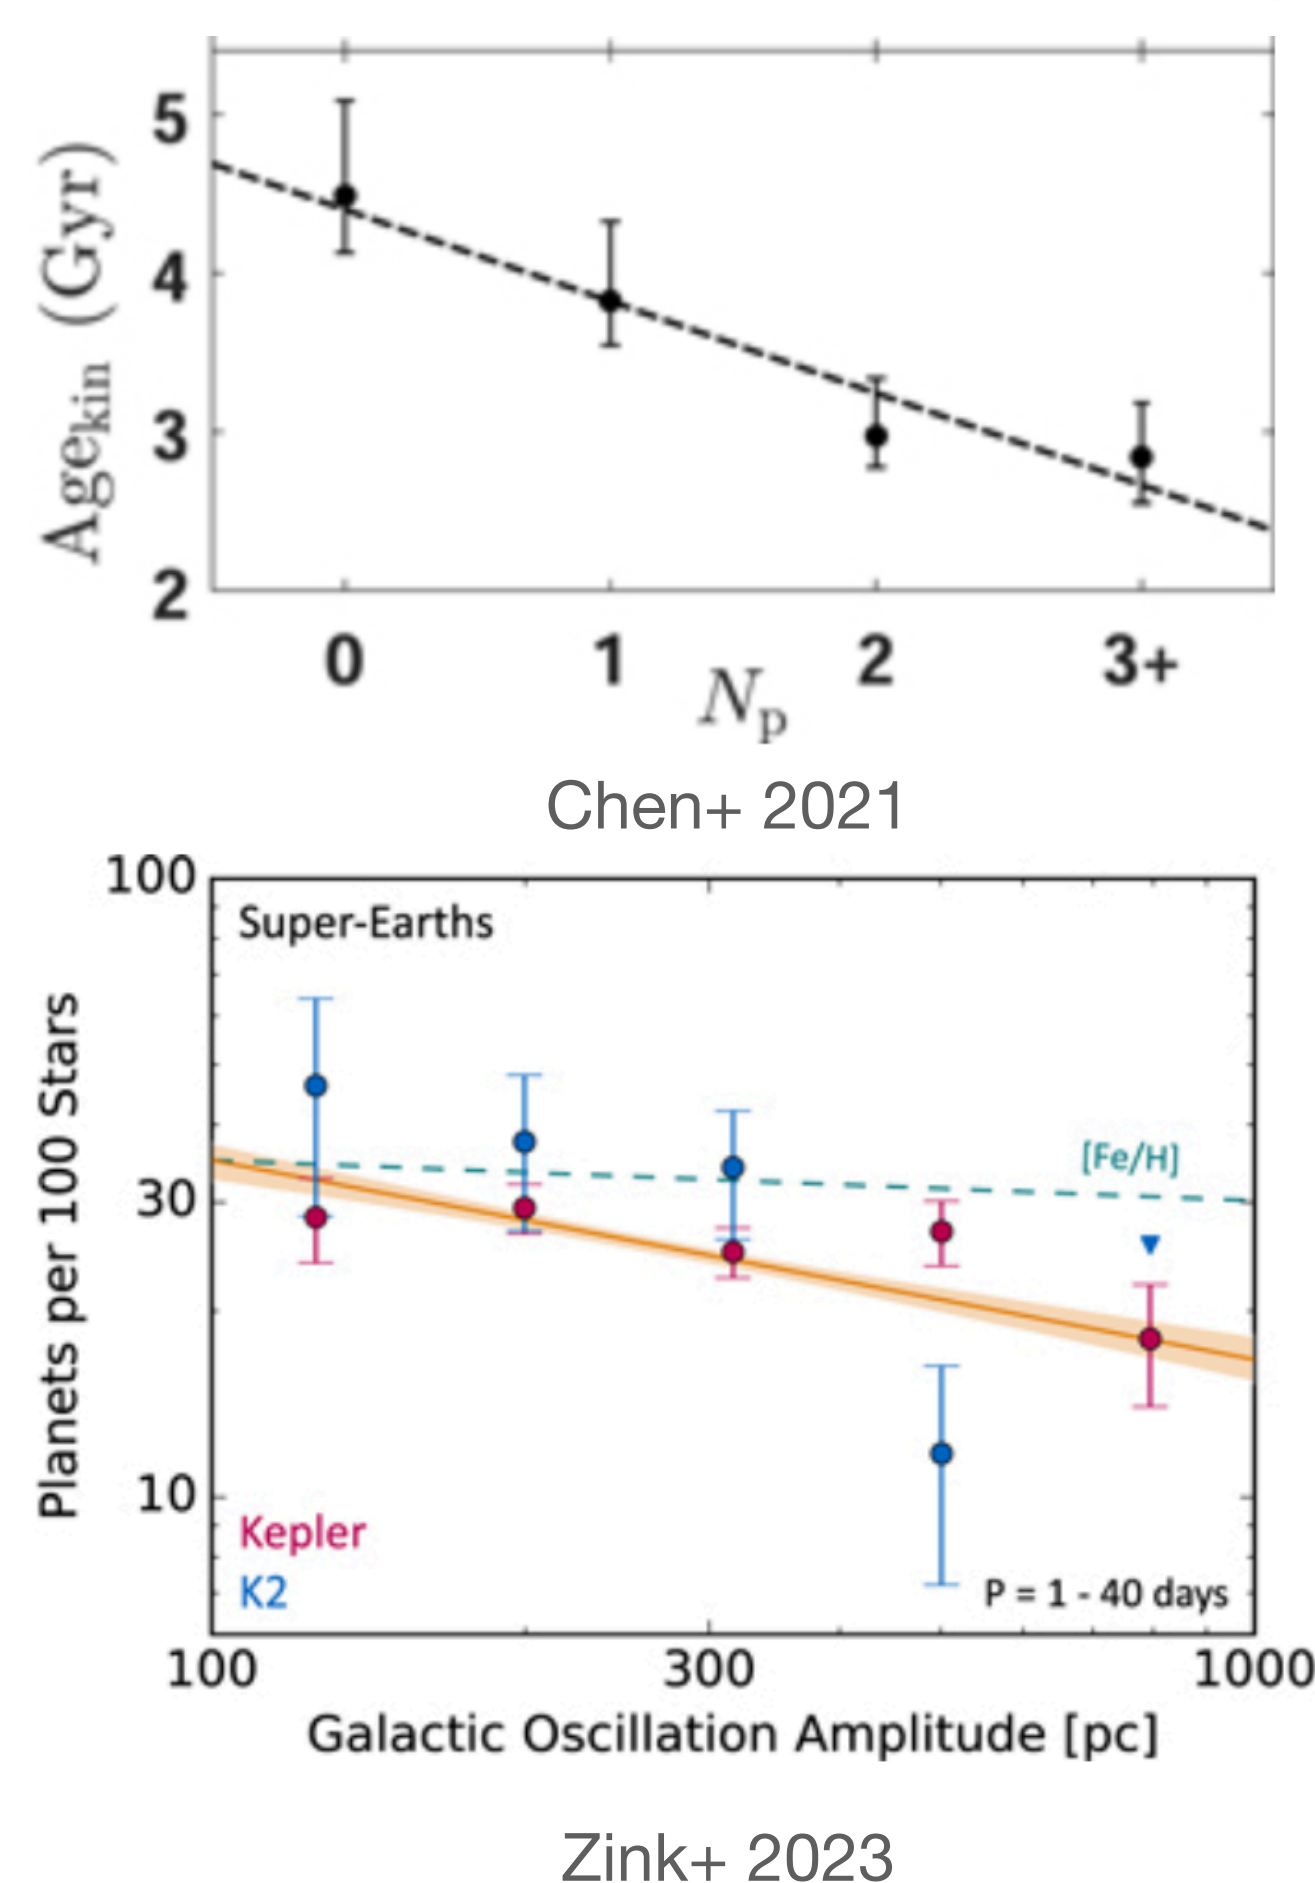 5
4
3
2
Age_kin (Gyr)
0 1 2 3+
N_p
Chen+ 2021
100
30
10
Planets per 100 Stars
Super-Earths
[Fe/H]
Kepler
K2
P = 1 - 40 days
100 300 1000
Galactic Oscillation Amplitude [pc]
Zink+ 2023